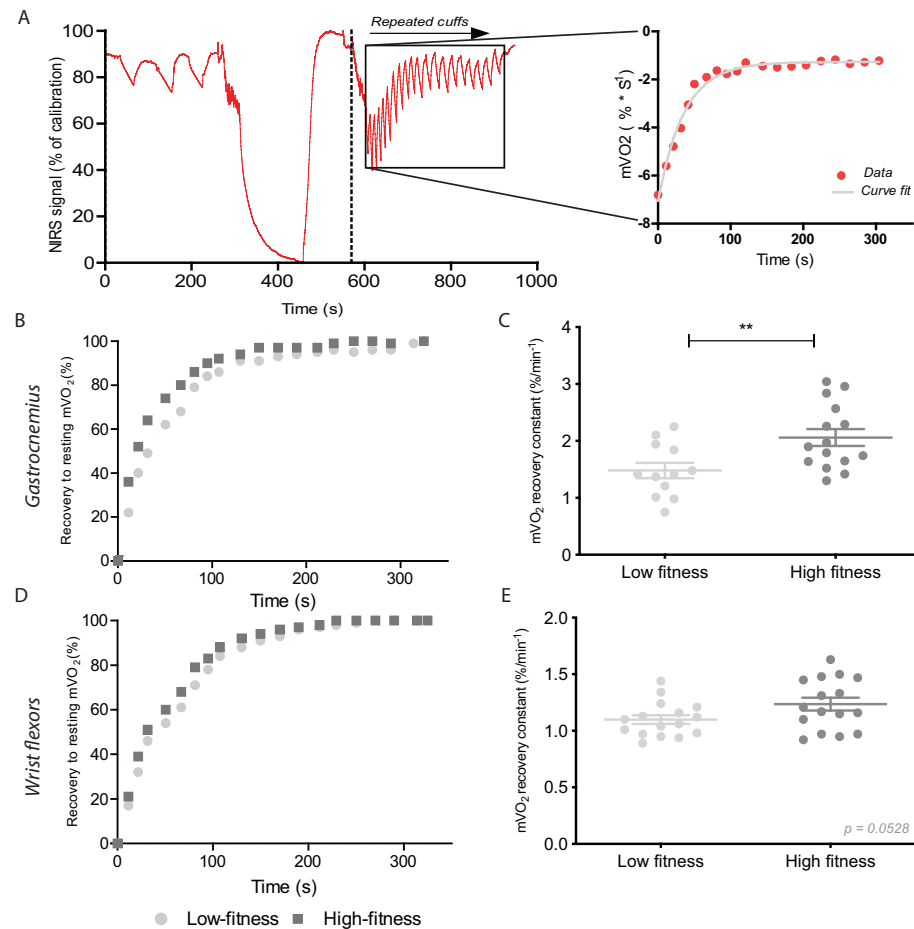 A
Repeated cuffs
NIRS signal (% of calibration)
100
80
60
40
20
0
0 200 400 600 800 1000
Time (s)
mVO2 ( % * S¹)
0
-2
-4
-6
-8
0 100 200 300
Time (s)
Data
Curve fit
B
Gastrocnemius
Recovery to resting mVO₂(%)
100
80
60
40
20
0
0 100 200 300
Time (s)
C
**
mVO₂ recovery constant (%/min⁻¹)
4
3
2
1
0
Low fitness High fitness
D
Wrist flexors
Recovery to resting mVO₂(%)
100
80
60
40
20
0
0 100 200 300
Time (s)
E
mVO₂ recovery constant (%/min⁻¹)
2.0
1.5
1.0
0.5
0.0
p = 0.0528
Low fitness High fitness
Low-fitness High-fitness